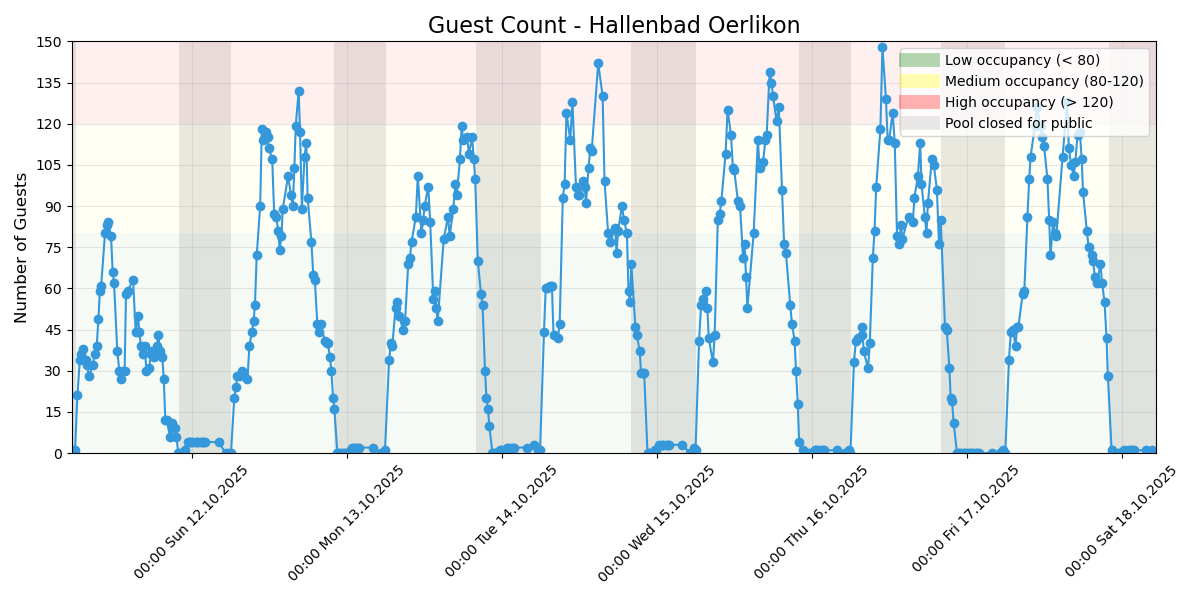 Guest Count - Hallenbad Oerlikon
Number of Guests
150
135
120
105
90
75
60
45
30
15
0
Low occupancy (< 80)
Medium occupancy (80-120)
High occupancy (> 120)
Pool closed for public
00:00 Sun 12.10.2025
00:00 Mon 13.10.2025
00:00 Tue 14.10.2025
00:00 Wed 15.10.2025
00:00 Thu 16.10.2025
00:00 Fri 17.10.2025
00:00 Sat 18.10.2025